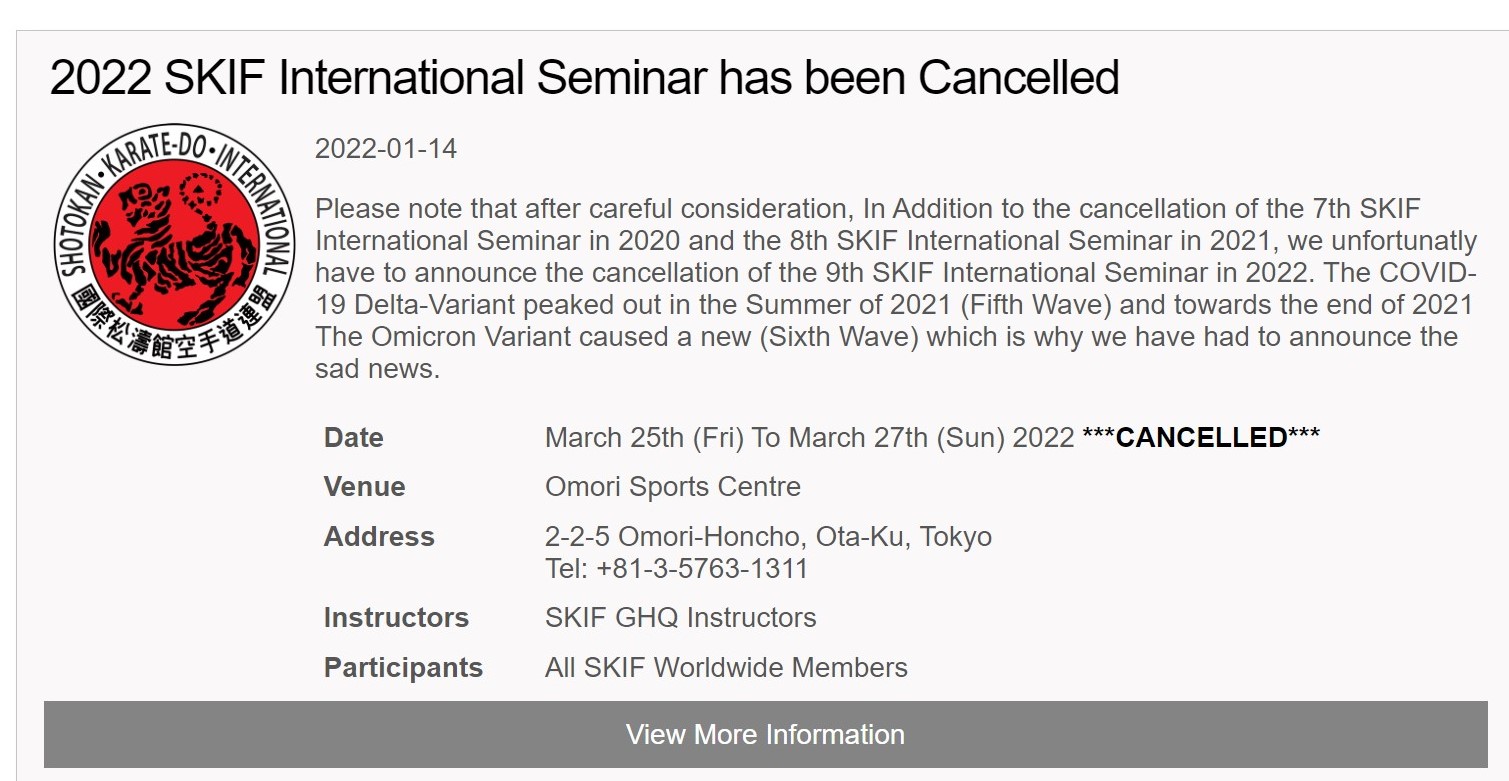 2022 SKIF International Seminar has been Cancelled
SHOTOKAN • KARATE-DO • INTERNATIONAL
國際松濤館空手道連盟
2022-01-14
Please note that after careful consideration, In Addition to the cancellation of the 7th SKIF
International Seminar in 2020 and the 8th SKIF International Seminar in 2021, we unfortunatly
have to announce the cancellation of the 9th SKIF International Seminar in 2022. The COVID-
19 Delta-Variant peaked out in the Summer of 2021 (Fifth Wave) and towards the end of 2021
The Omicron Variant caused a new (Sixth Wave) which is why we have had to announce the
sad news.
Date March 25th (Fri) To March 27th (Sun) 2022 ***CANCELLED***
Venue Omori Sports Centre
Address 2-2-5 Omori-Honcho, Ota-Ku, Tokyo
Tel: +81-3-5763-1311
Instructors SKIF GHQ Instructors
Participants All SKIF Worldwide Members
View More Information